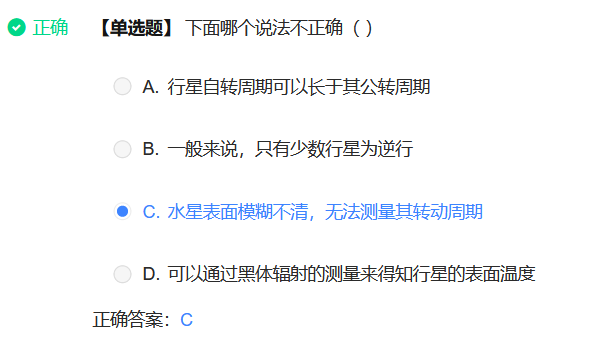 正确 【单选题】 下面哪个说法不正确（ ）
A. 行星自转周期可以长于其公转周期
B. 一般来说，只有少数行星为逆行
C. 水星表面模糊不清，无法测量其转动周期
D. 可以通过黑体辐射的测量来得知行星的表面温度
正确答案：C